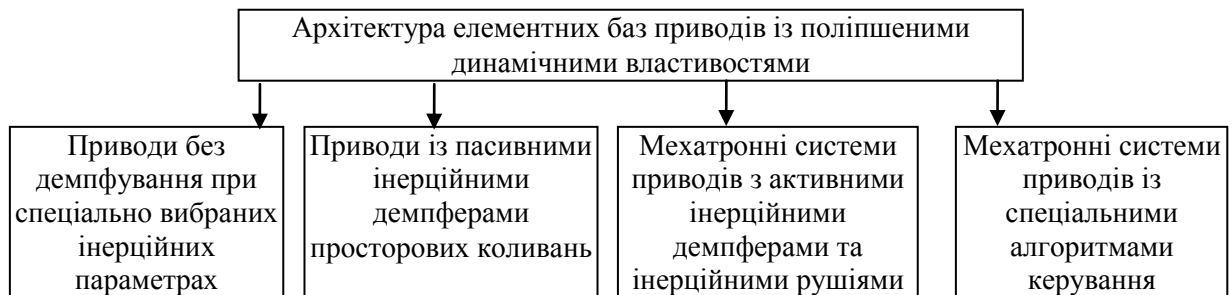 Архітектура елементних баз приводів із поліпшеними
динамічними властивостями
Приводи без
демпфування при
спеціально вибраних
інерційних
параметрах
Приводи із пасивними
інерційними
демпферами
просторових коливань
Мехатронні системи
приводів з активними
інерційними
демпферами та
інерційними рушіями
Мехатронні системи
приводів із
спеціальними
алгоритмами
керування